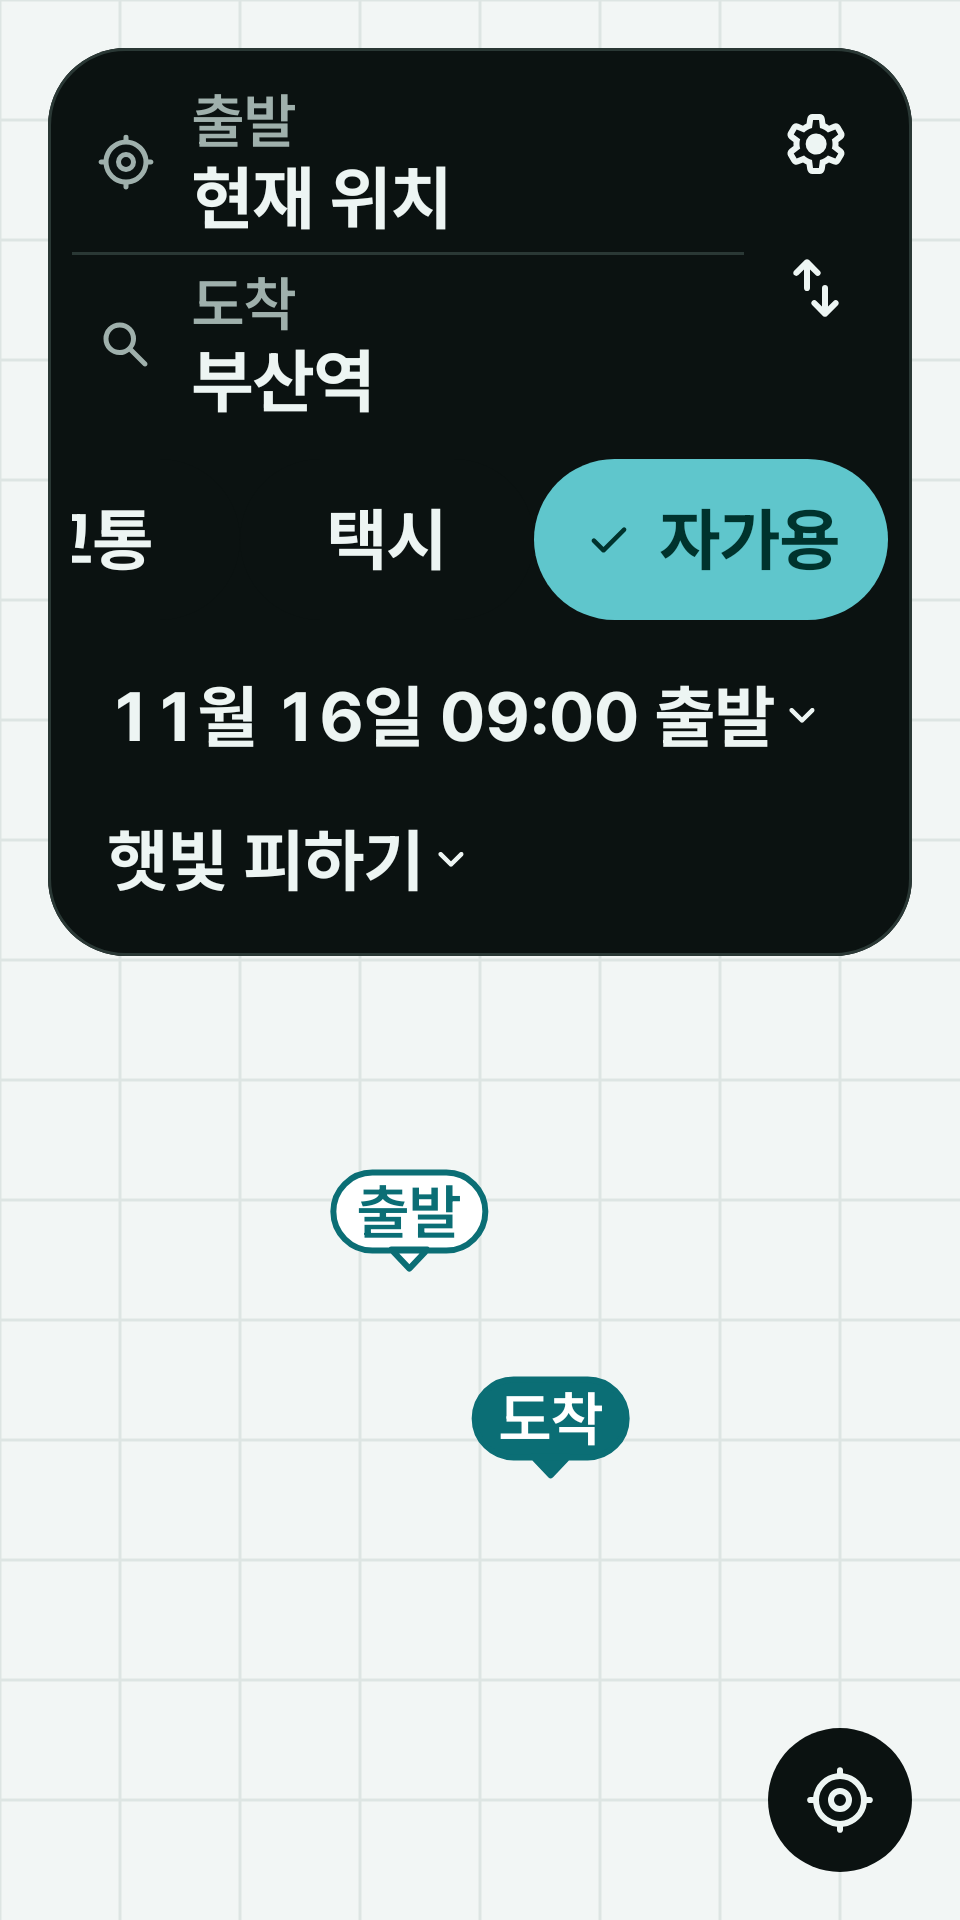 출발
현재 위치
도착
부산역
통 택시 자가용
11월 16일 09:00 출발
햇빛 피하기
출발
도착